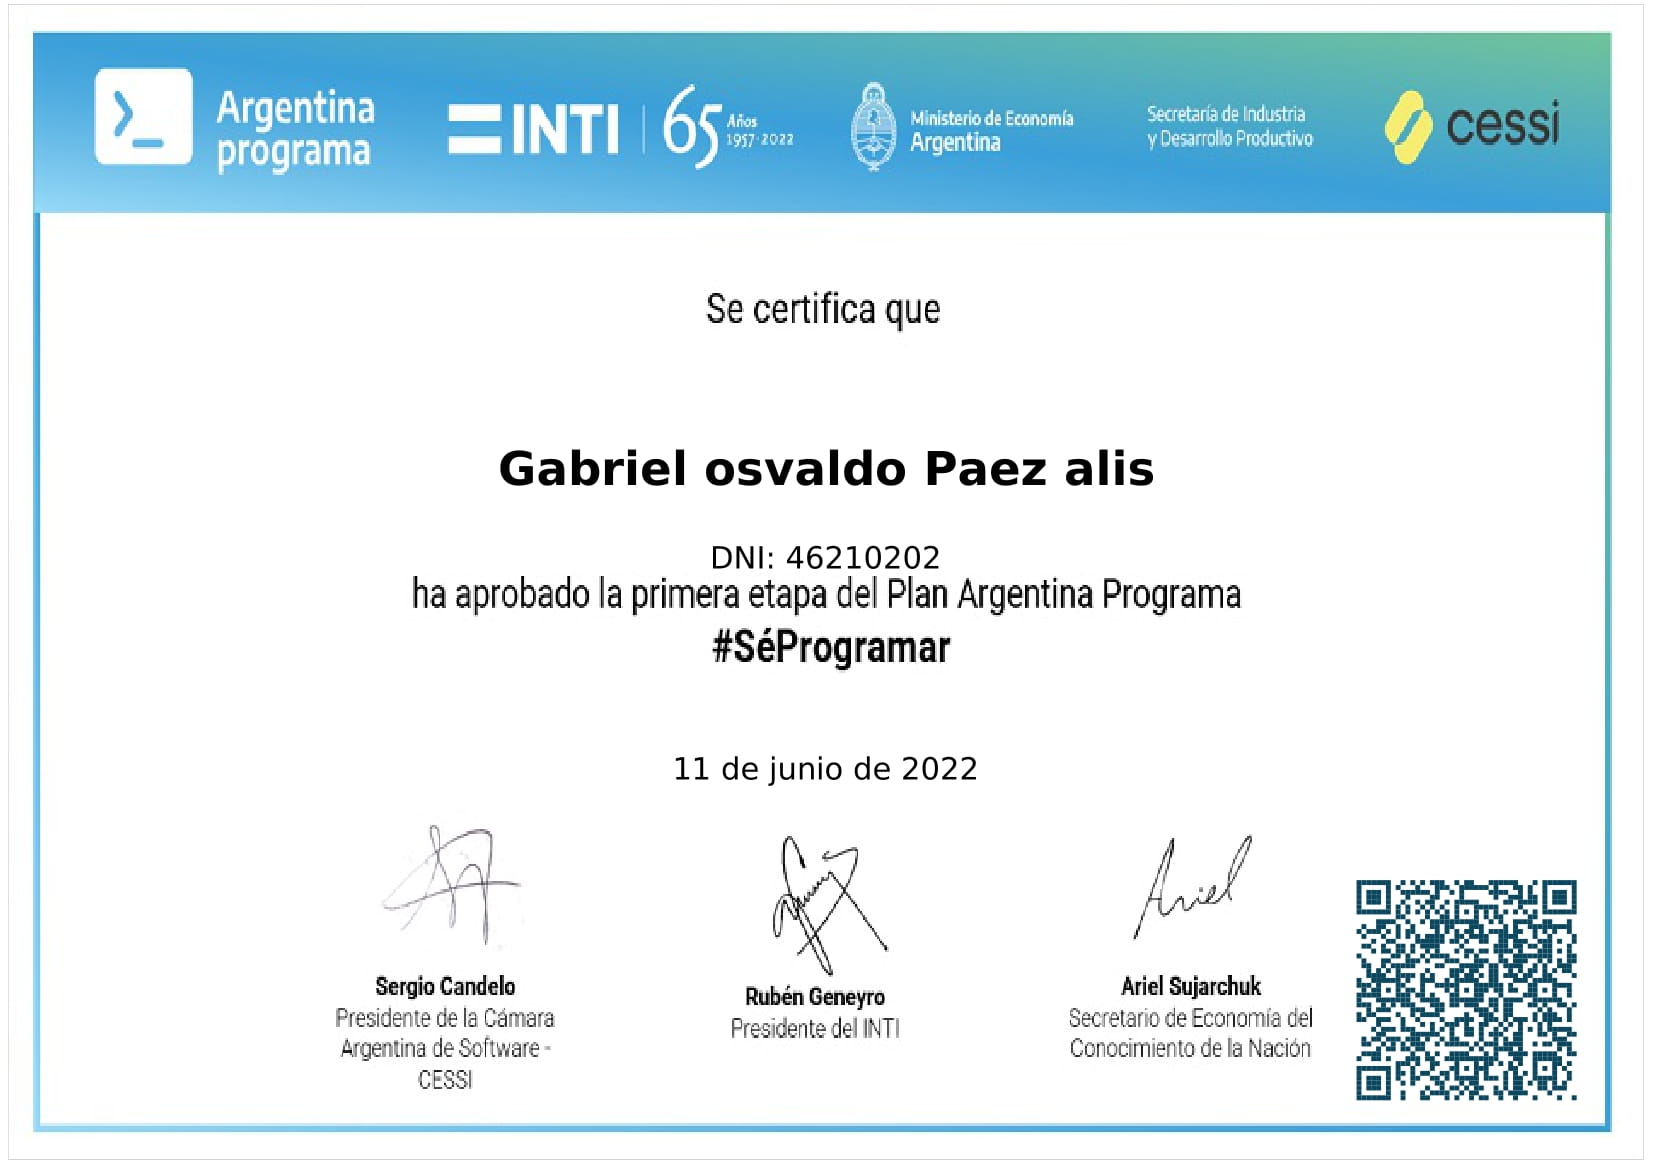 Argentina
programa
INTI
65 Años
1957-2022
Ministerio de Economía
Argentina
Secretaría de Industria
y Desarrollo Productivo
cessi
Se certifica que
Gabriel osvaldo Paez alis
DNI: 46210202
ha aprobado la primera etapa del Plan Argentina Programa
#SéProgramar
11 de junio de 2022
Ariel
Sergio Candelo
Presidente de la Cámara
Argentina de Software -
CESSI
Rubén Geneyro
Presidente del INTI
Ariel Sujarchuk
Secretario de Economía del
Conocimiento de la Nación